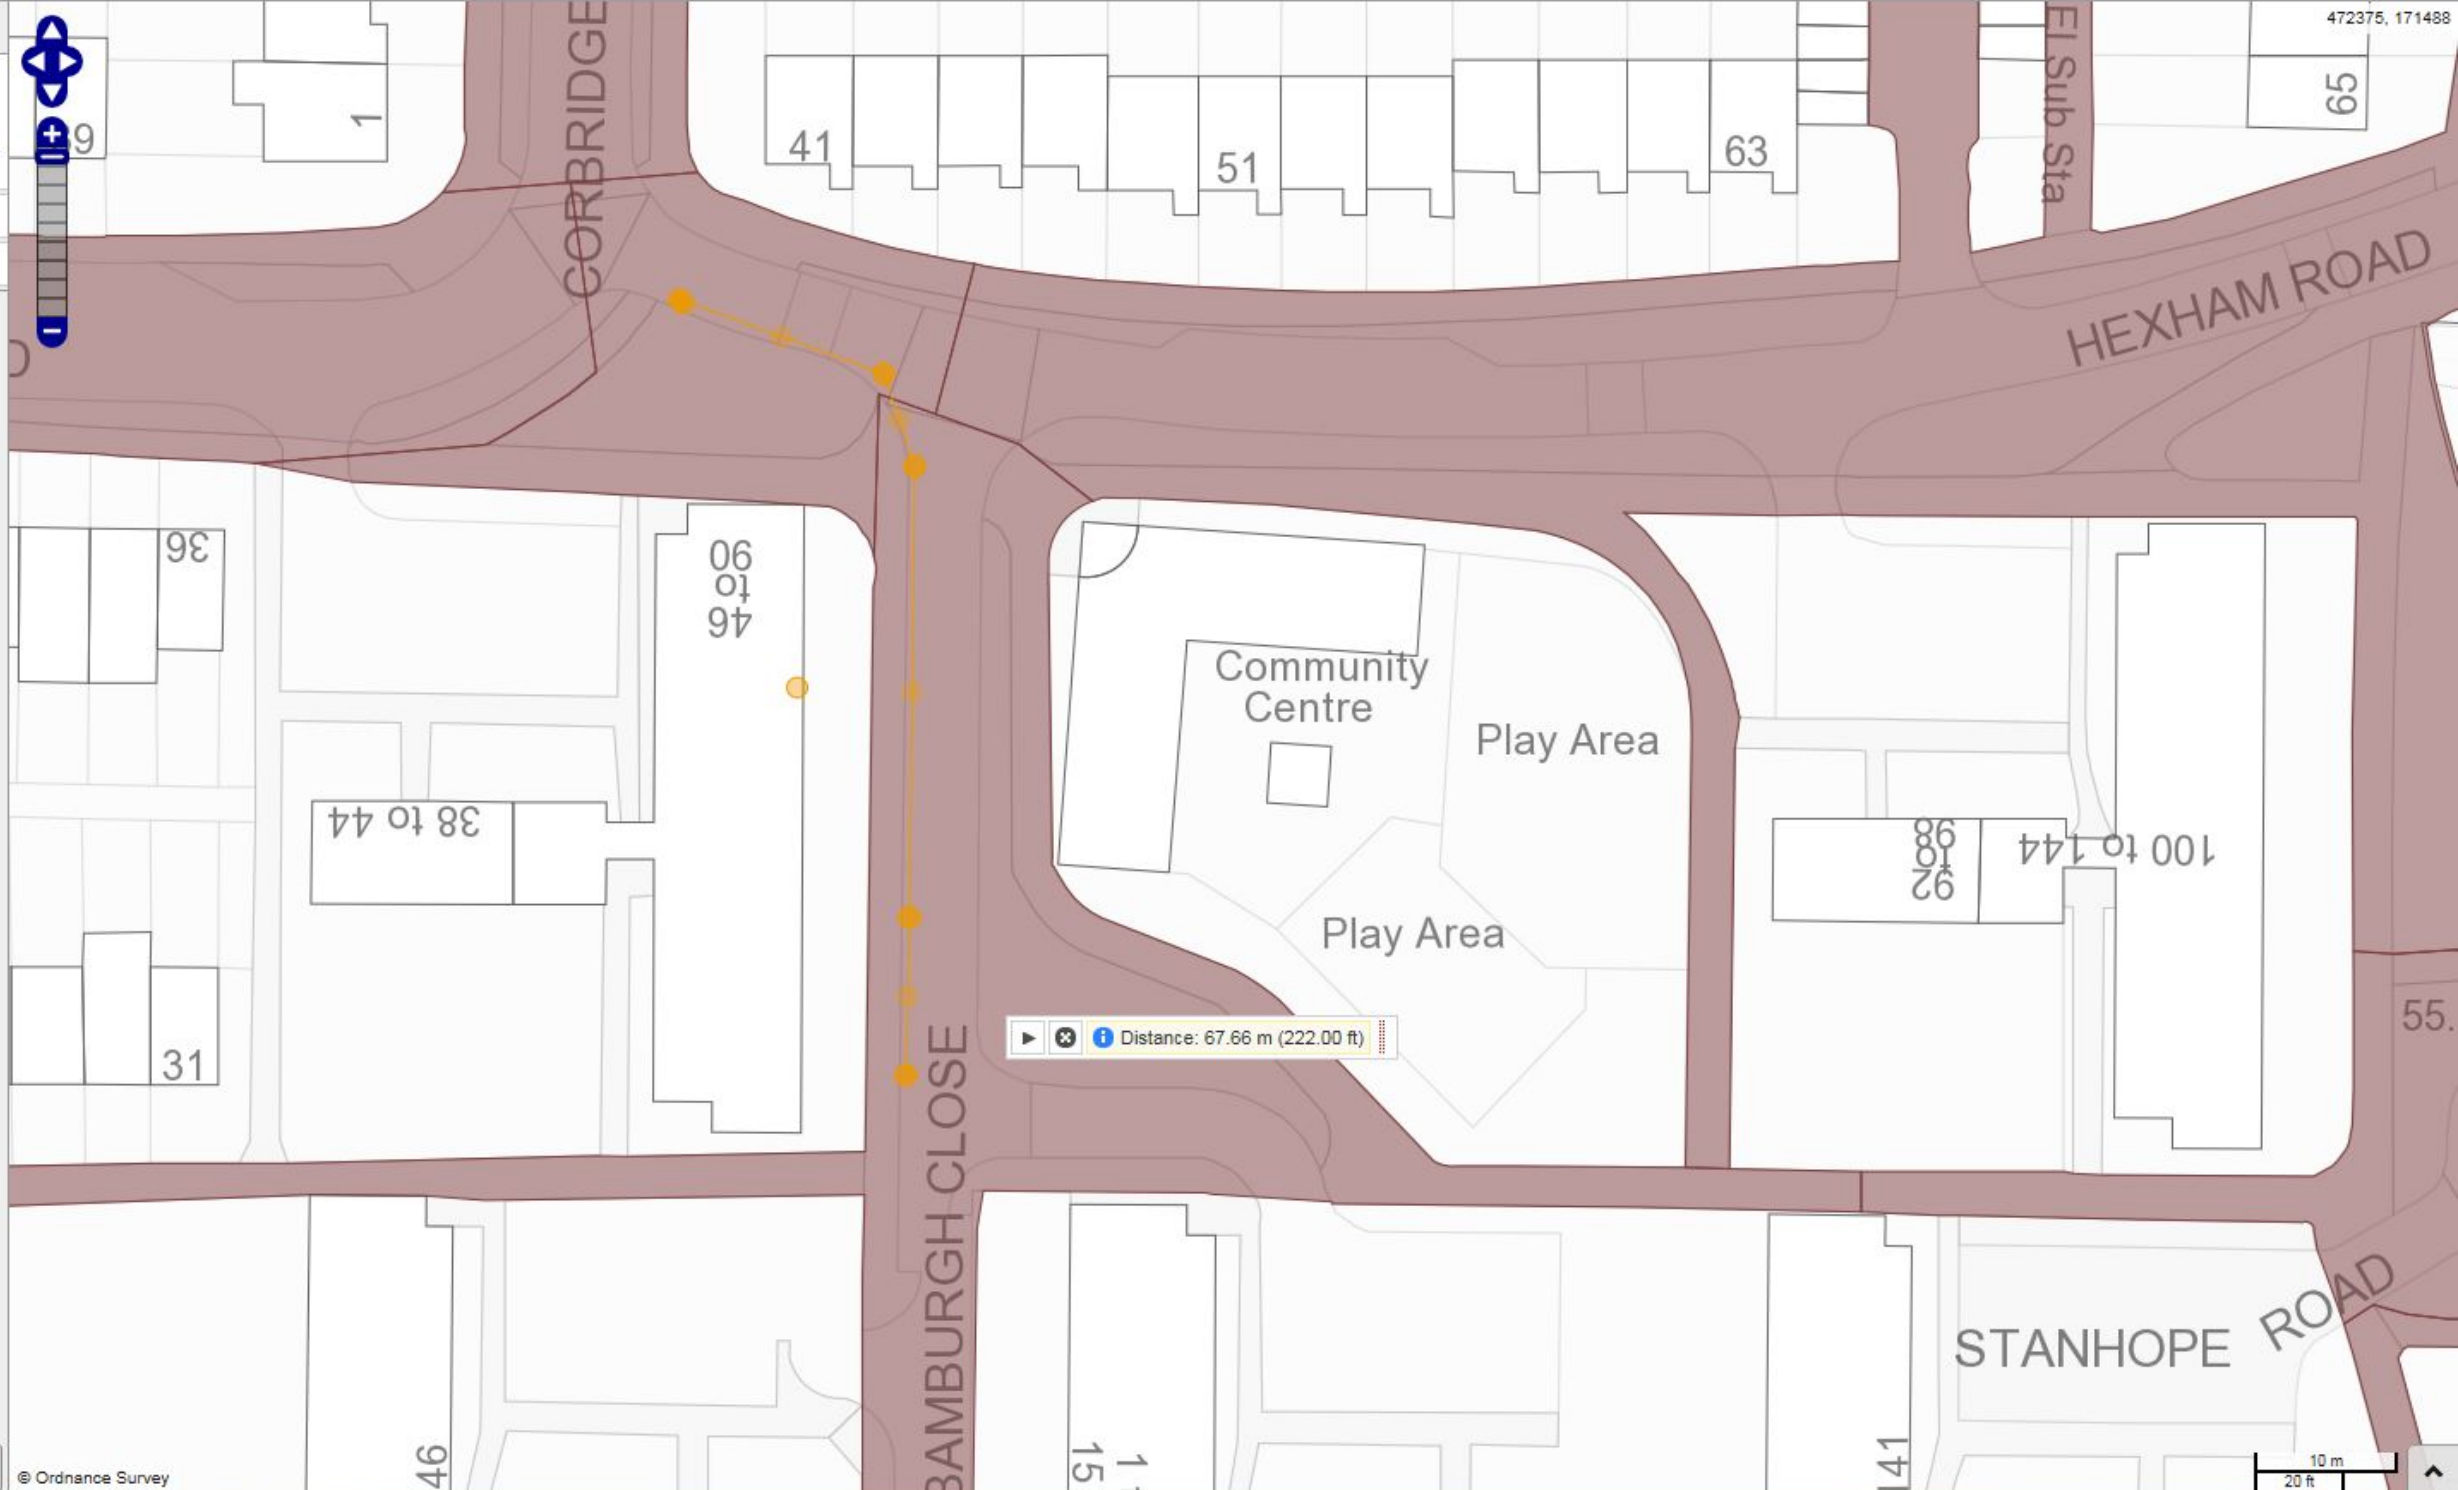 472375, 171488
CORBRIDGE
El Sub Sta
39
1
41
51
63
65
HEXHAM ROAD
36
90
to
46
Community
Centre
Play Area
38 to 44
98
to
92
100 to 144
Play Area
31
Distance: 67.66 m (222.00 ft)
55.
BAMBURGH CLOSE
STANHOPE ROAD
46
15
141
© Ordnance Survey
10 m
20 ft